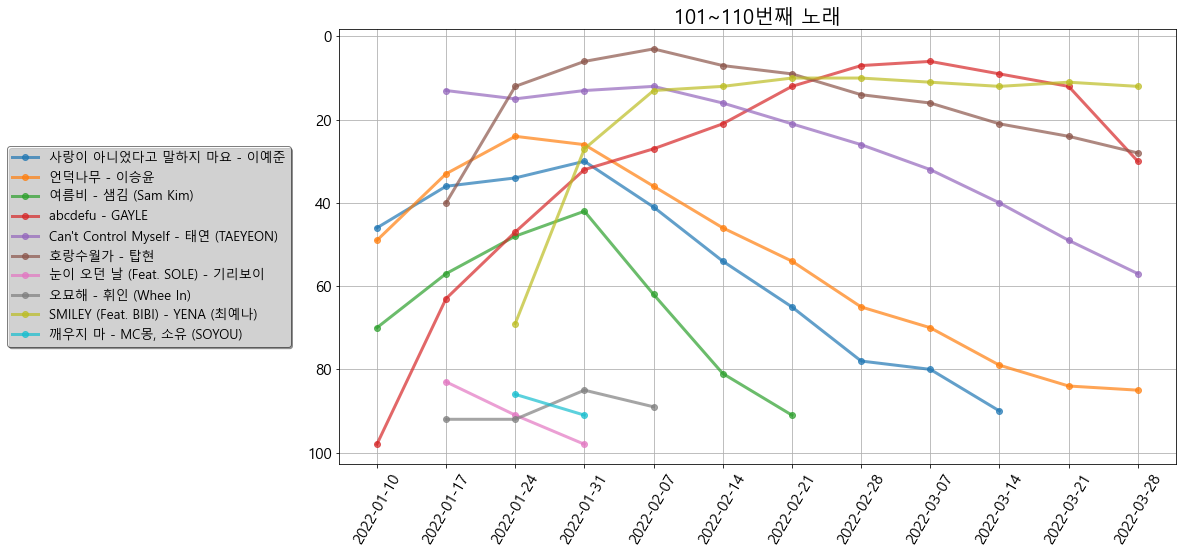 101~110번째 노래
사랑이 아니었다고 말하지 마요 - 이예준
언덕나무 - 이승윤
여름비 - 샘김 (Sam Kim)
abcdefu - GAYLE
Can't Control Myself - 태연 (TAEYEON)
호랑수월가 - 탑현
눈이 오던 날 (Feat. SOLE) - 기리보이
오묘해 - 휘인 (Whee In)
SMILEY (Feat. BIBI) - YENA (최예나)
깨우지 마 - MC몽, 소유 (SOYOU)
0
20
40
60
80
100
2022-01-10
2022-01-17
2022-01-24
2022-01-31
2022-02-07
2022-02-14
2022-02-21
2022-02-28
2022-03-07
2022-03-14
2022-03-21
2022-03-28